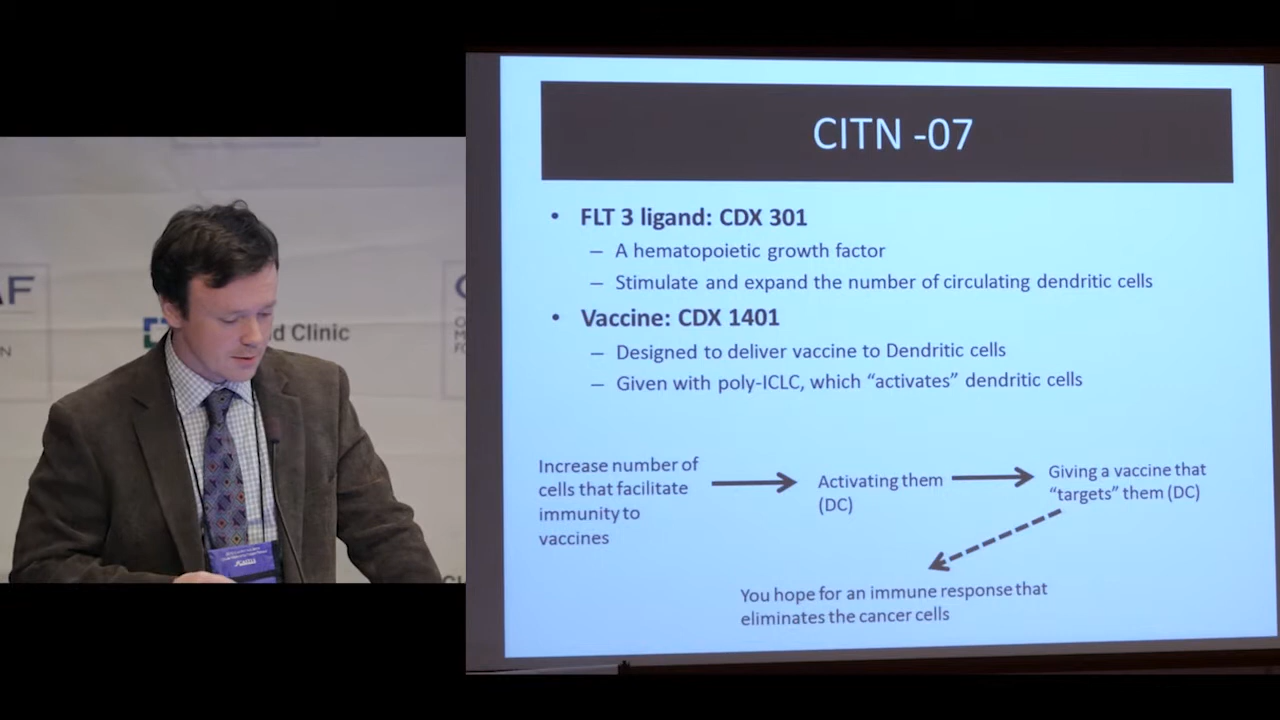 CITN -07
• FLT 3 ligand: CDX 301
– A hematopoietic growth factor
– Stimulate and expand the number of circulating dendritic cells
• Vaccine: CDX 1401
– Designed to deliver vaccine to Dendritic cells
– Given with poly-ICLC, which “activates” dendritic cells
Increase number of
cells that facilitate
immunity to
vaccines
Activating them
(DC)
Giving a vaccine that
“targets” them (DC)
You hope for an immune response that
eliminates the cancer cells
d Clinic